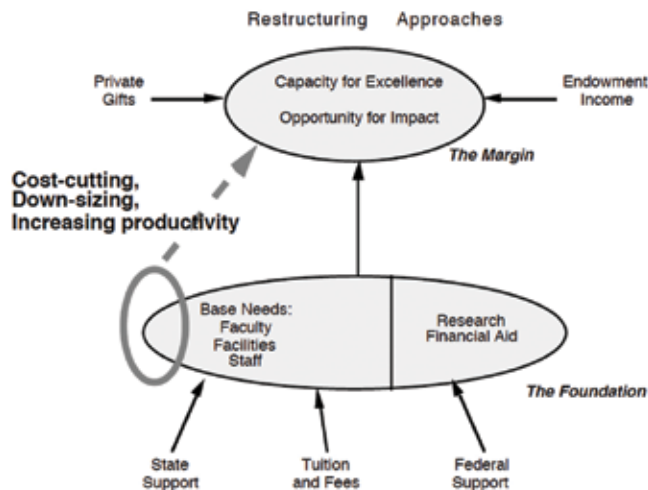 Restructuring Approaches
Private
Gifts
Capacity for Excellence
Opportunity for Impact
Endowment
Income
The Margin
Cost-cutting,
Down-sizing,
Increasing productivity
Base Needs:
Faculty
Facilities
Staff
Research
Financial Aid
The Foundation
State
Support
Tuition
and Fees
Federal
Support